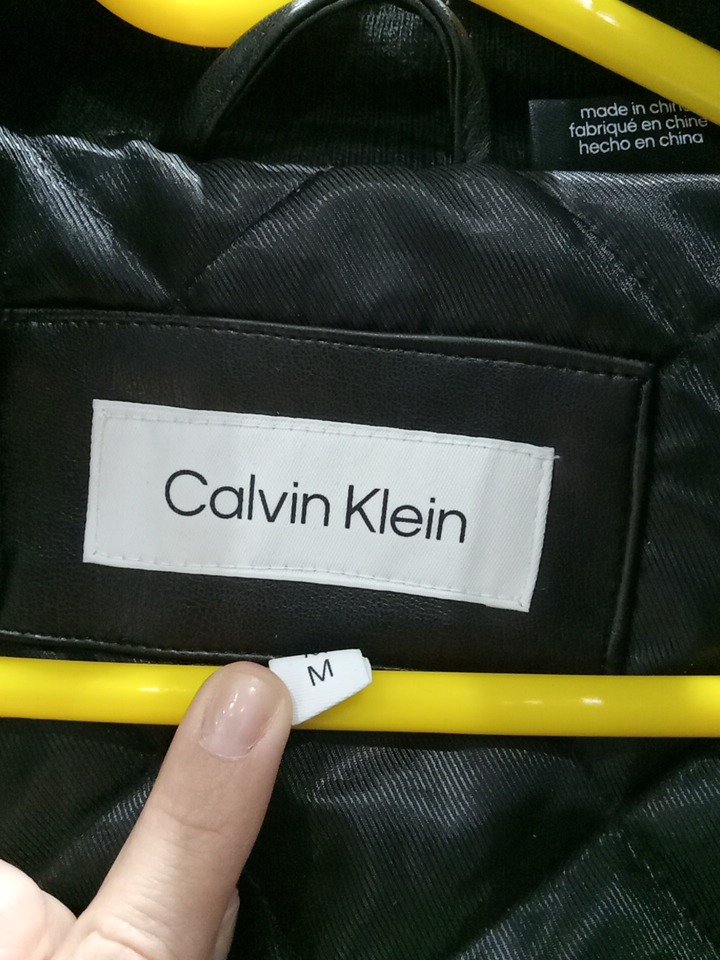 made in china
fabriqué en chine
hecho en china
Calvin Klein
M